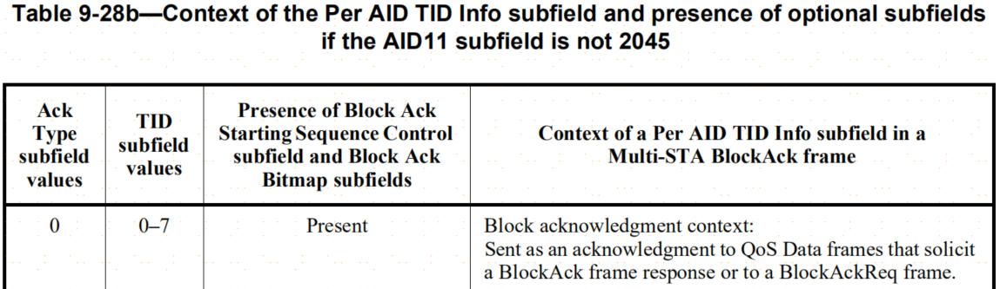 Table 9-28b—Context of the Per AID TID Info subfield and presence of optional subfields
if the AID11 subfield is not 2045
Ack
Type
subfield
values
TID
subfield
values
Presence of Block Ack
Starting Sequence Control
subfield and Block Ack
Bitmap subfields
Context of a Per AID TID Info subfield in a
Multi-STA BlockAck frame
0
0–7
Present
Block acknowledgment context:
Sent as an acknowledgment to QoS Data frames that solicit
a BlockAck frame response or to a BlockAckReq frame.